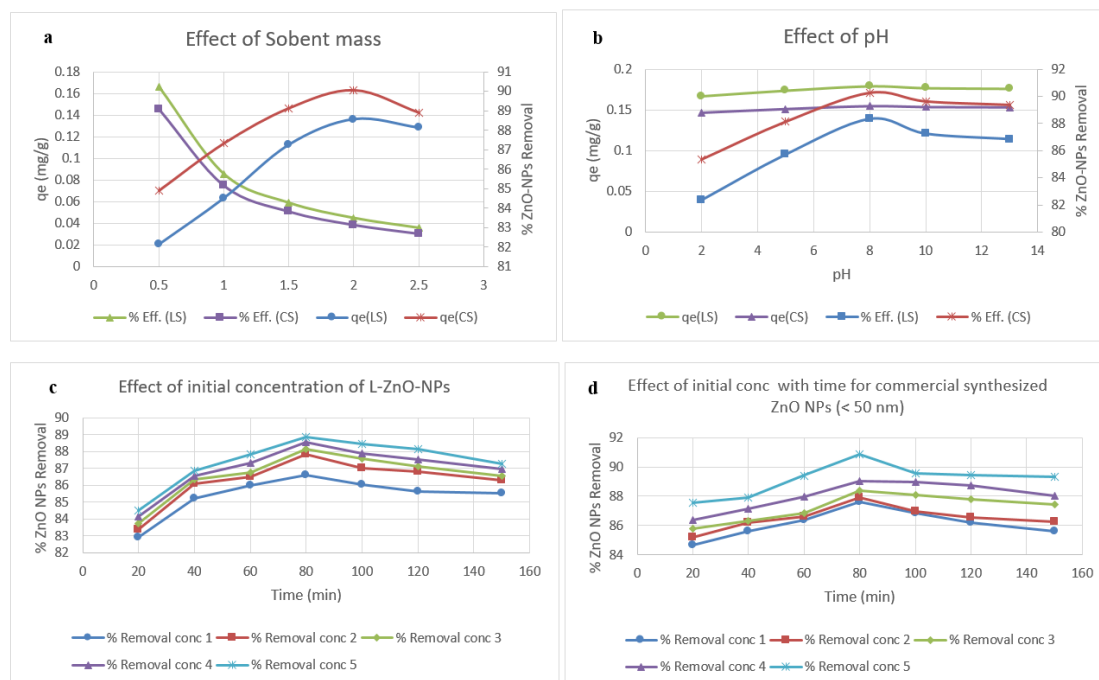 a
Effect of Sobent mass
0.18
0.16
0.14
0.12
0.1
0.08
0.06
0.04
0.02
0
qe (mg/g)
91
90
89
88
87
86
85
84
83
82
81
% ZnO-NPs Removal
0 0.5 1 1.5 2 2.5 3
% Eff. (LS) % Eff. (CS) qe(LS) qe(CS)
b
Effect of pH
0.2
0.15
0.1
0.05
0
qe (mg/g)
92
90
88
86
84
82
80
% ZnO-NPs Removal
0 2 4 6 8 10 12 14
pH
qe(LS) qe(CS) % Eff. (LS) % Eff. (CS)
c
Effect of initial concentration of L-ZnO-NPs
90
89
88
87
86
85
84
83
82
% ZnO NPs Removal
0 20 40 60 80 100 120 140 160
Time (min)
% Removal conc 1 % Removal conc 2 % Removal conc 3
% Removal conc 4 % Removal conc 5
d
Effect of initial conc with time for commercial synthesized
ZnO NPs (< 50 nm)
92
90
88
86
84
% ZnO NPs Removal
0 20 40 60 80 100 120 140 160
Time (min)
% Removal conc 1 % Removal conc 2 % Removal conc 3
% Removal conc 4 % Removal conc 5